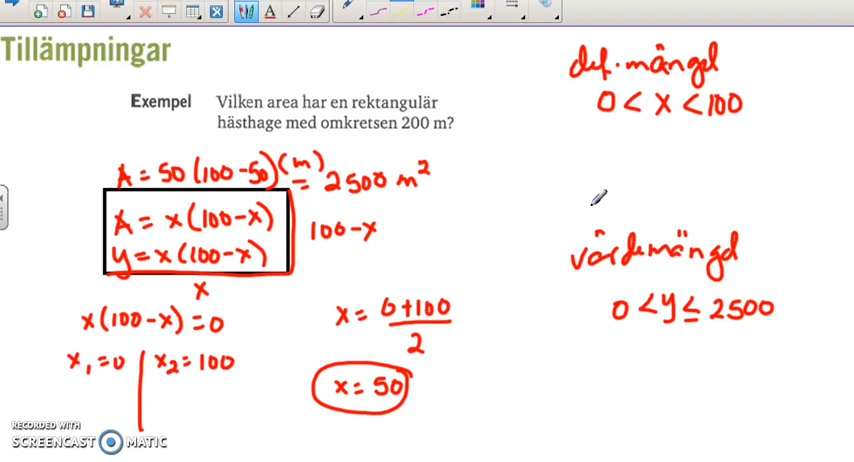 Tillämpningar
Exempel Vilken area har en rektangulär
hästhage med omkretsen 200 m?
A = 50(100-50) = 2500 m²
(m)
A = x(100-x)
y = x(100-x)
100-x
x
x(100-x) = 0
x₁ = 0 | x₂ = 100
x = 0+100
2
x = 50
def.mängd
0 < x < 100
värdemängd
0 < y ≤ 2500
RECORDED WITH
SCREENCAST MATIC